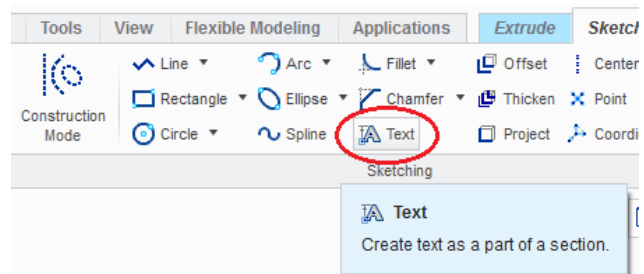 Tools View Flexible Modeling Applications Extrude Sketch
Line Arc Fillet Offset Center
Rectangle Ellipse Chamfer Thicken Point
Construction Mode
Circle Spline Text Project Coordi
Sketching
Text
Create text as a part of a section.